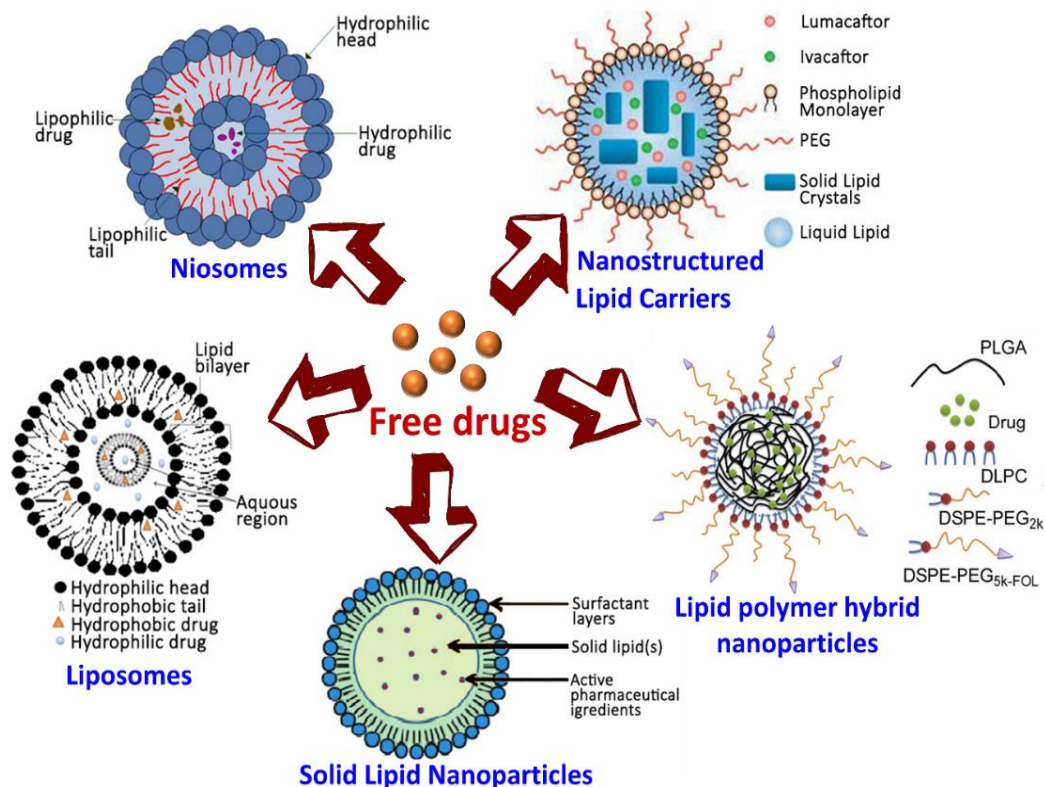 Hydrophilic
head
Lipophilic
drug
Hydrophilic
drug
Lipophilic
tail
Niosomes
Lumacaftor
Ivacaftor
Phospholipid
Monolayer
PEG
Solid Lipid
Crystals
Liquid Lipid
Nanostructured
Lipid Carriers
Free drugs
Lipid
bilayer
Aquous
region
Hydrophilic head
Hydrophobic tail
Hydrophobic drug
Hydrophilic drug
Liposomes
PLGA
Drug
DLPC
DSPE-PEG2k
DSPE-PEG5k-FOL
Lipid polymer hybrid
nanoparticles
Surfactant
layers
Solid lipid(s)
Active
pharmaceutical
igredients
Solid Lipid Nanoparticles